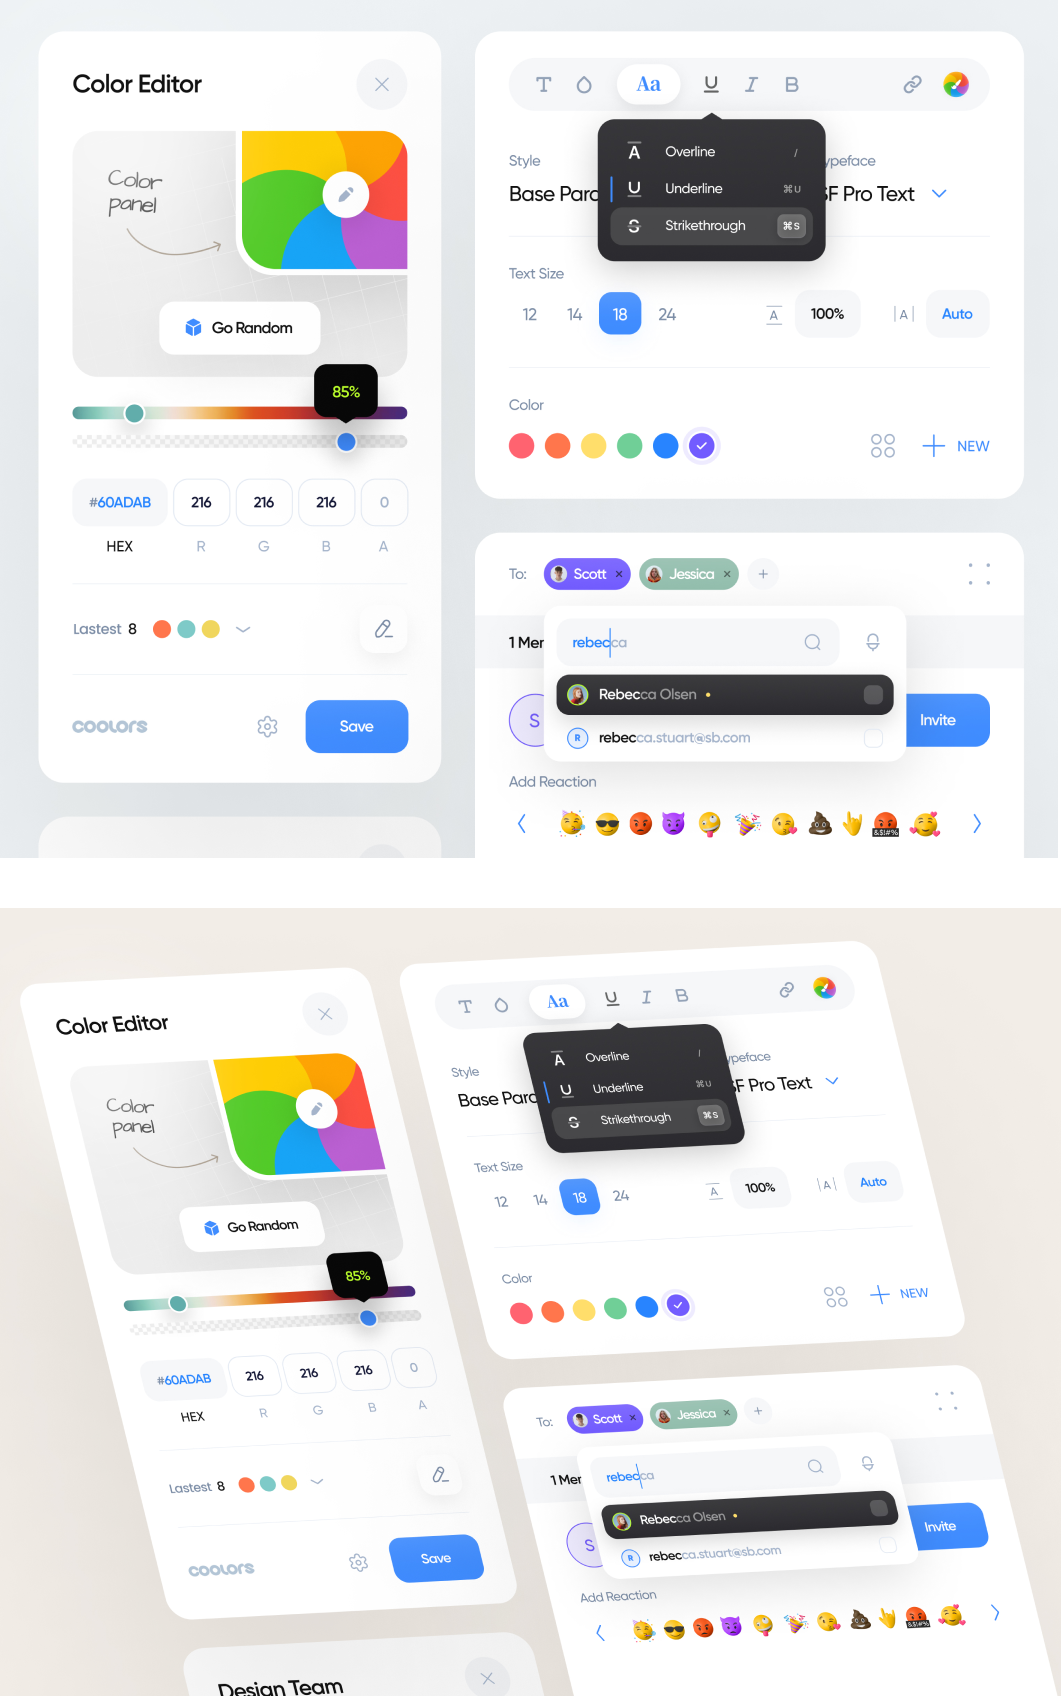 Color Editor
Color
panel
Go Random
85%
#60ADAB 216 216 216 0
HEX R G B A
Lastest 8
coolors
Save
T Aa U I B
A Overline /
U Underline ⌘U
S Strikethrough ⌘S
Style
ypeface
Base Para
SF Pro Text
Text Size
12 14 18 24 A 100% |A| Auto
Color
NEW
To: Scott × Jessica × +
1 Mer
rebecca
Rebecca Olsen
S
Invite
R rebecca.stuart@sb.com
Add Reaction
&$!#%
Color Editor
Color
panel
Go Random
85%
#60ADAB 216 216 216 0
HEX R G B A
Lastest 8
coolors
Save
Design Team
T Aa U I B
A Overline /
U Underline ⌘U
S Strikethrough ⌘S
Style
ypeface
Base Para
SF Pro Text
Text Size
12 14 18 24 A 100% |A| Auto
Color
NEW
To: Scott × Jessica × +
1 Mer
rebecca
Rebecca Olsen
S
Invite
R rebecca.stuart@sb.com
Add Reaction
&$!#%